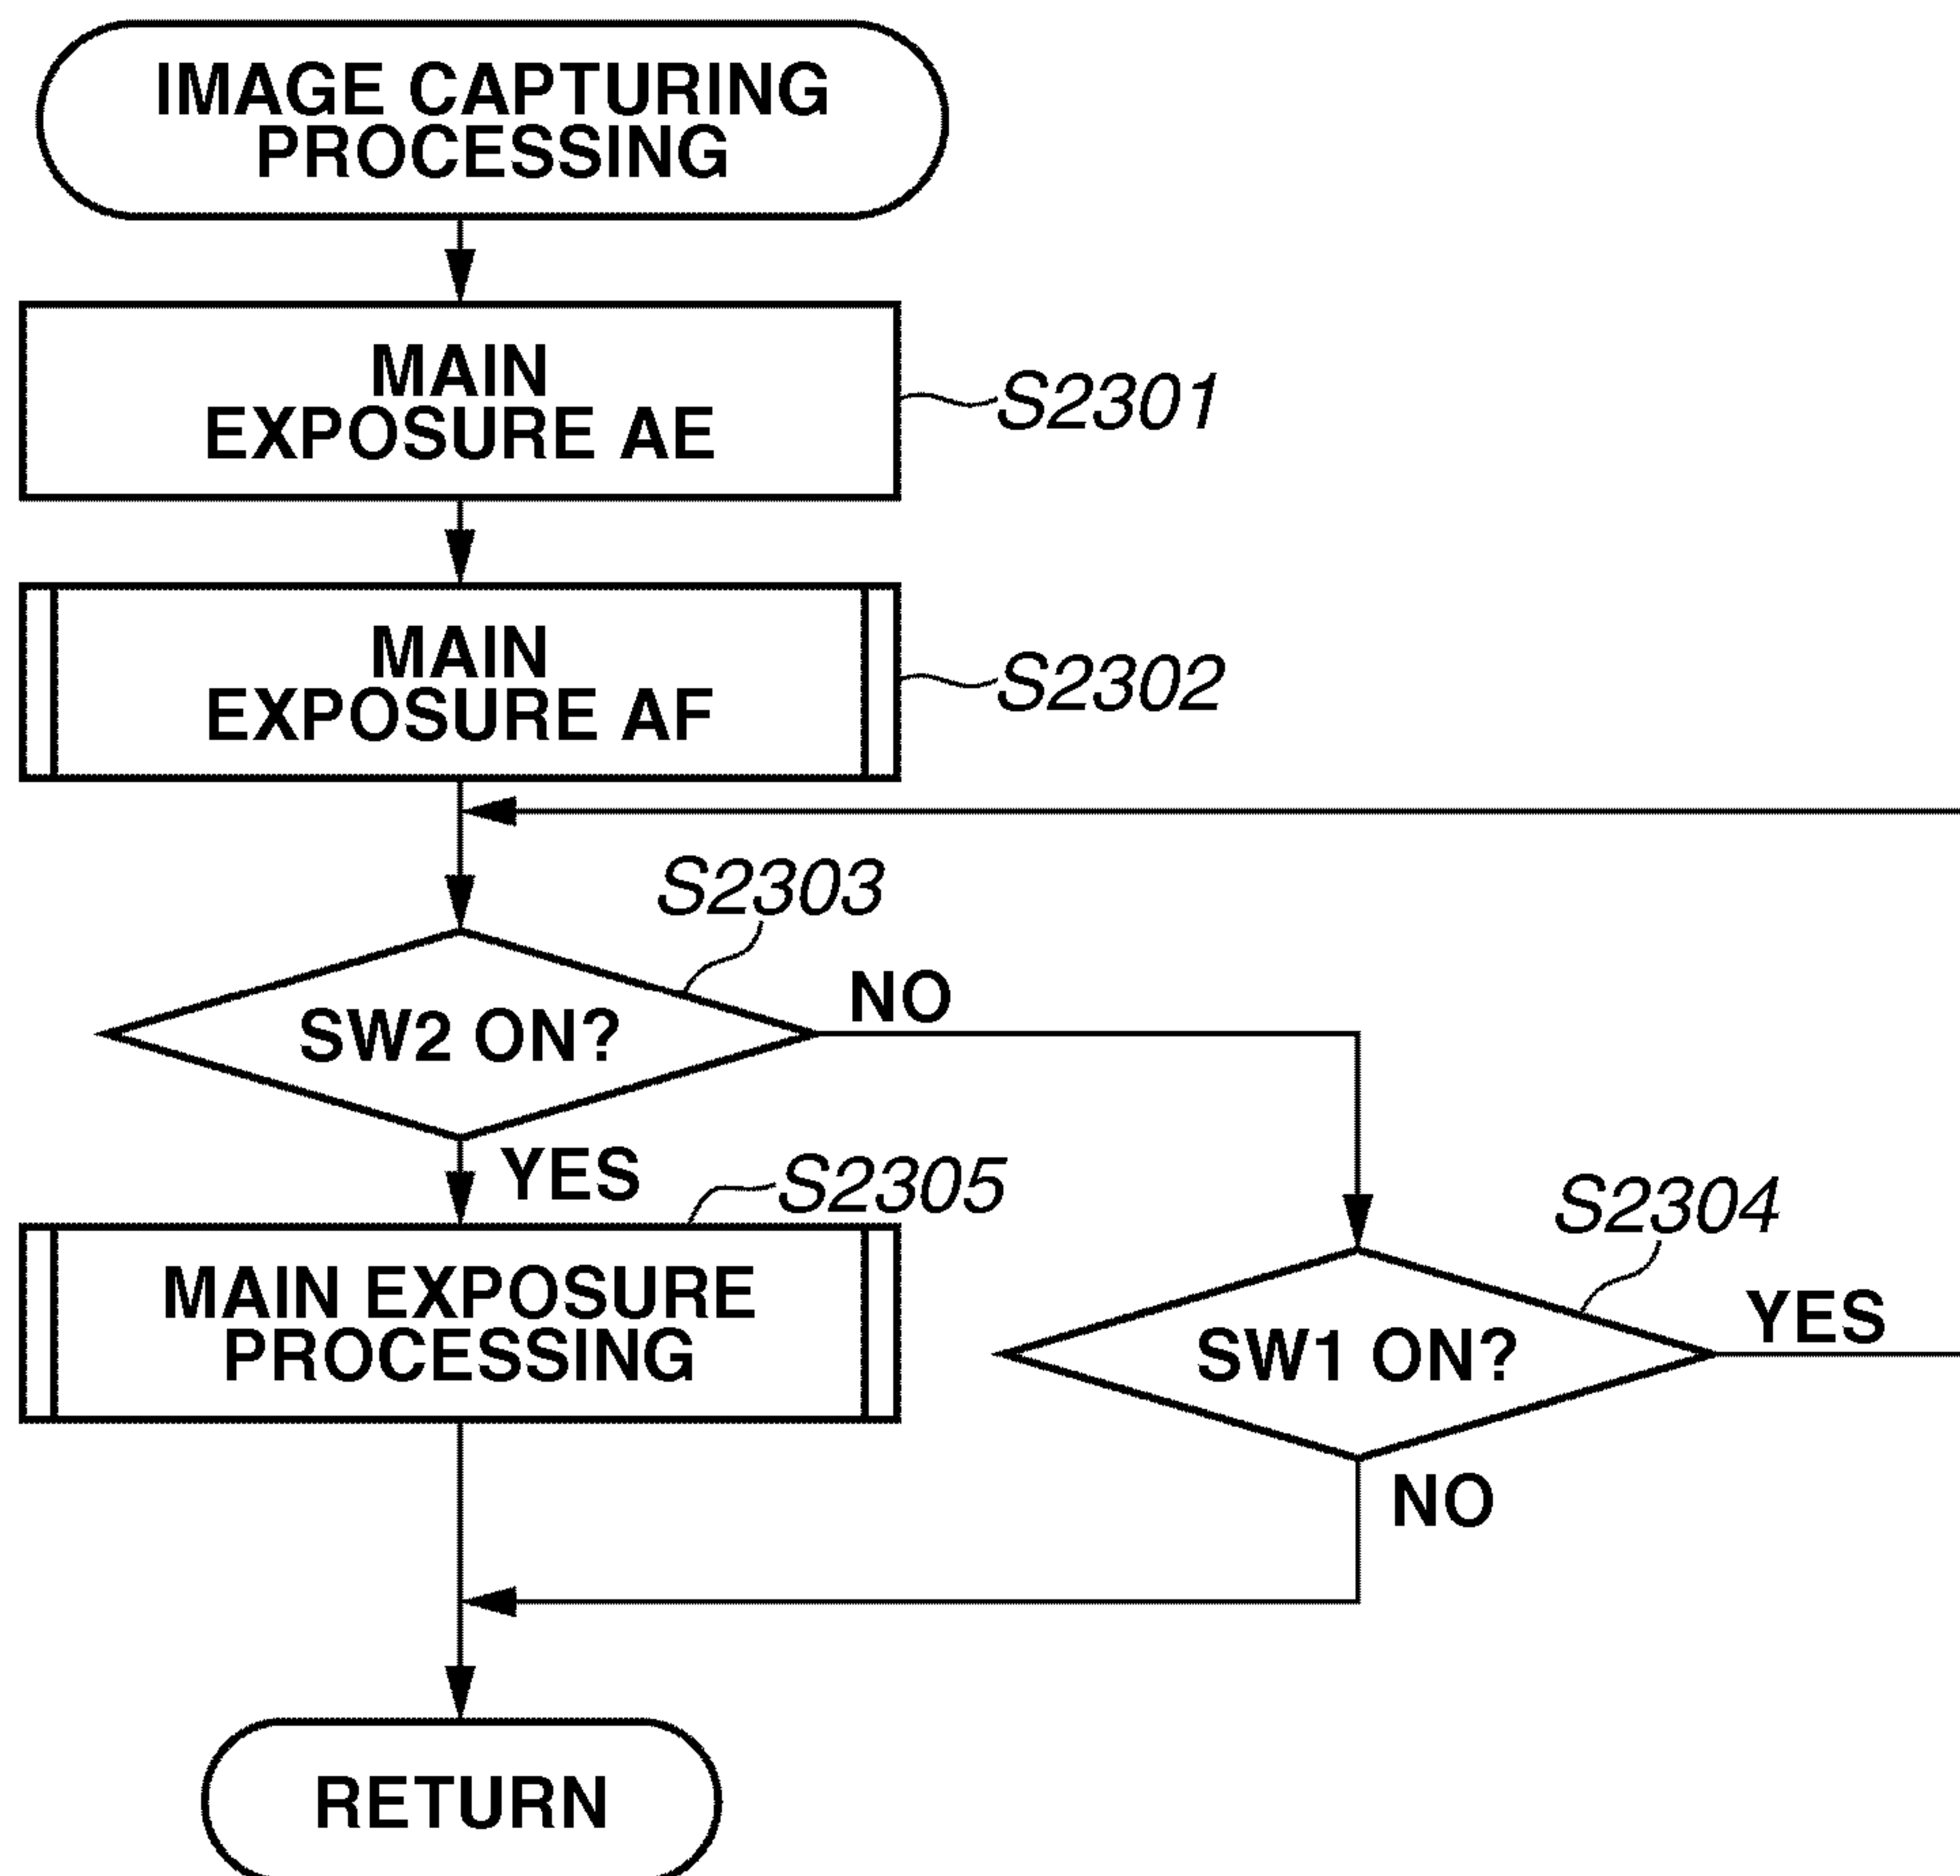 IMAGE CAPTURING
PROCESSING
MAIN
EXPOSURE AE
S2301
MAIN
EXPOSURE AF
S2302
S2303
SW2 ON?
NO
YES
S2305
MAIN EXPOSURE
PROCESSING
S2304
SW1 ON?
YES
NO
RETURN